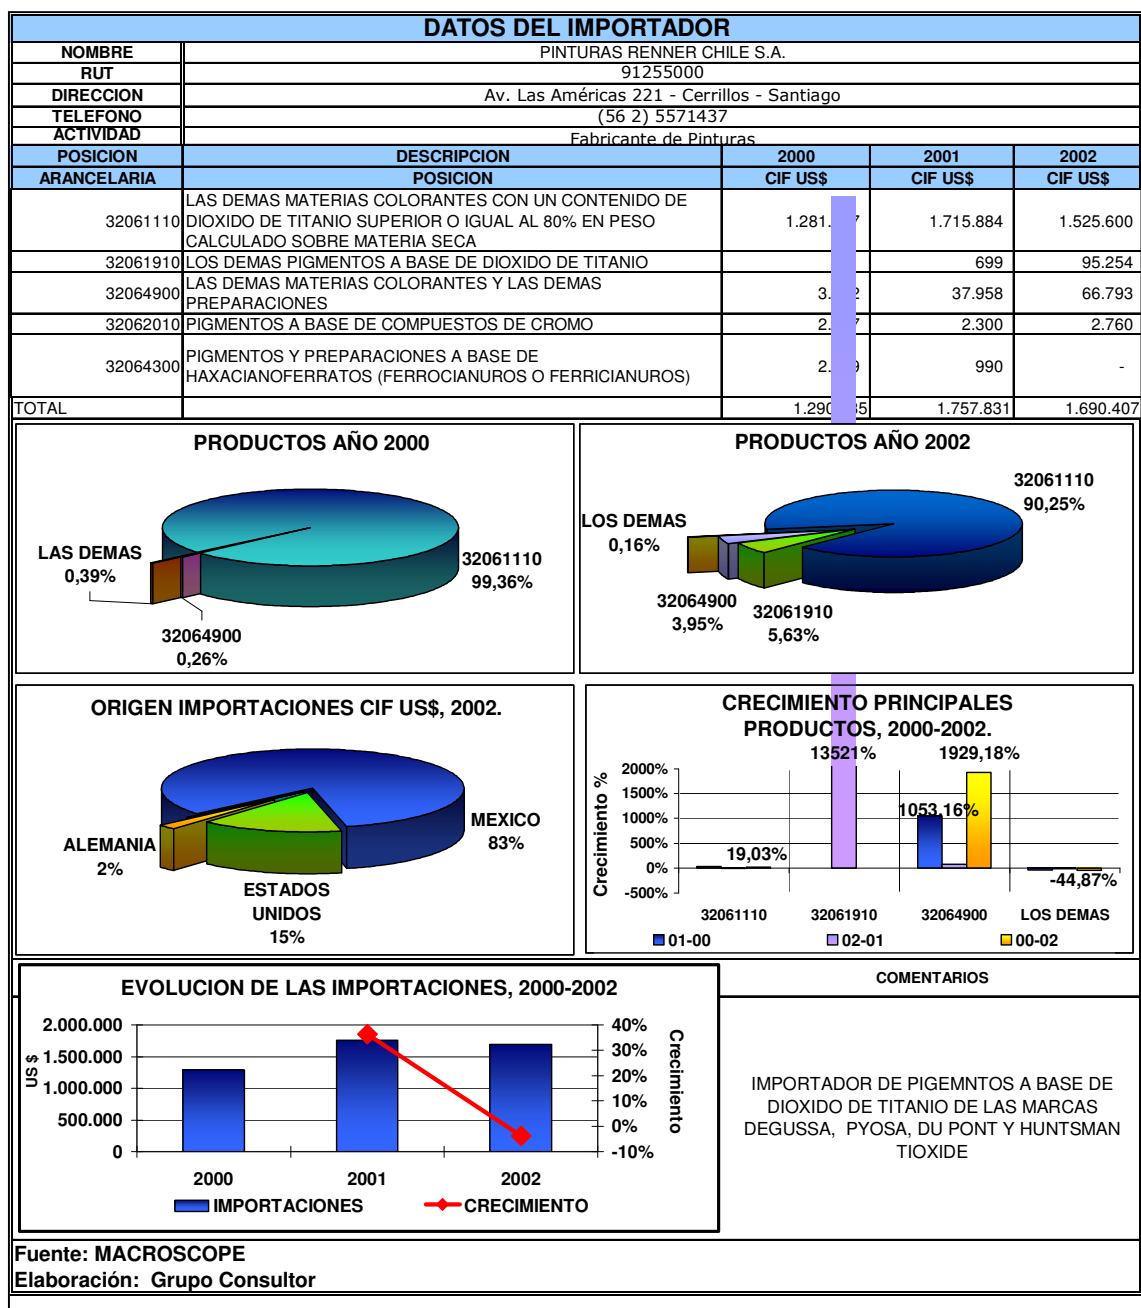 DATOS DEL IMPORTADOR
NOMBRE PINTURAS RENNER CHILE S.A.
RUT 91255000
DIRECCION Av. Las Américas 221 - Cerrillos - Santiago
TELEFONO (56 2) 5571437
ACTIVIDAD Fabricante de Pinturas
POSICION DESCRIPCION 2000 2001 2002
ARANCELARIA POSICION CIF US$ CIF US$ CIF US$
LAS DEMAS MATERIAS COLORANTES CON UN CONTENIDO DE
32061110 DIOXIDO DE TITANIO SUPERIOR O IGUAL AL 80% EN PESO 1.715.884 1.525.600
CALCULADO SOBRE MATERIA SECA
32061910 LOS DEMAS PIGMENTOS A BASE DE DIOXIDO DE TITANIO 699 95.254
32064900 LAS DEMAS MATERIAS COLORANTES Y LAS DEMAS 37.958 66.793
PREPARACIONES
32062010 PIGMENTOS A BASE DE COMPUESTOS DE CROMO 2.300 2.760
32064300 PIGMENTOS Y PREPARACIONES A BASE DE 990 -
HAXACIANOFERRATOS (FERROCIANUROS O FERRICIANUROS)
TOTAL 1.757.831 1.690.407
PRODUCTOS AÑO 2000
LAS DEMAS
0,39%
32061110
99,36%
32064900
0,26%
PRODUCTOS AÑO 2002
32061110
90,25%
LOS DEMAS
0,16%
32064900
3,95%
32061910
5,63%
ORIGEN IMPORTACIONES CIF US$, 2002.
MEXICO
83%
ALEMANIA
2%
ESTADOS
UNIDOS
15%
CRECIMIENTO PRINCIPALES
PRODUCTOS, 2000-2002.
13521% 1929,18%
Crecimiento %
2000%
1500%
1000% 1053,16%
500%
0% 19,03%
-500% -44,87%
32061110 32061910 32064900 LOS DEMAS
01-00 02-01 00-02
EVOLUCION DE LAS IMPORTACIONES, 2000-2002
US $
2.000.000 40%
1.500.000 30%
1.000.000 20%
500.000 10%
0 0%
-10%
Crecimiento
2000 2001 2002
IMPORTACIONES CRECIMIENTO
COMENTARIOS
IMPORTADOR DE PIGEMNTOS A BASE DE
DIOXIDO DE TITANIO DE LAS MARCAS
DEGUSSA, PYOSA, DU PONT Y HUNTSMAN
TIOXIDE
Fuente: MACROSCOPE
Elaboración: Grupo Consultor